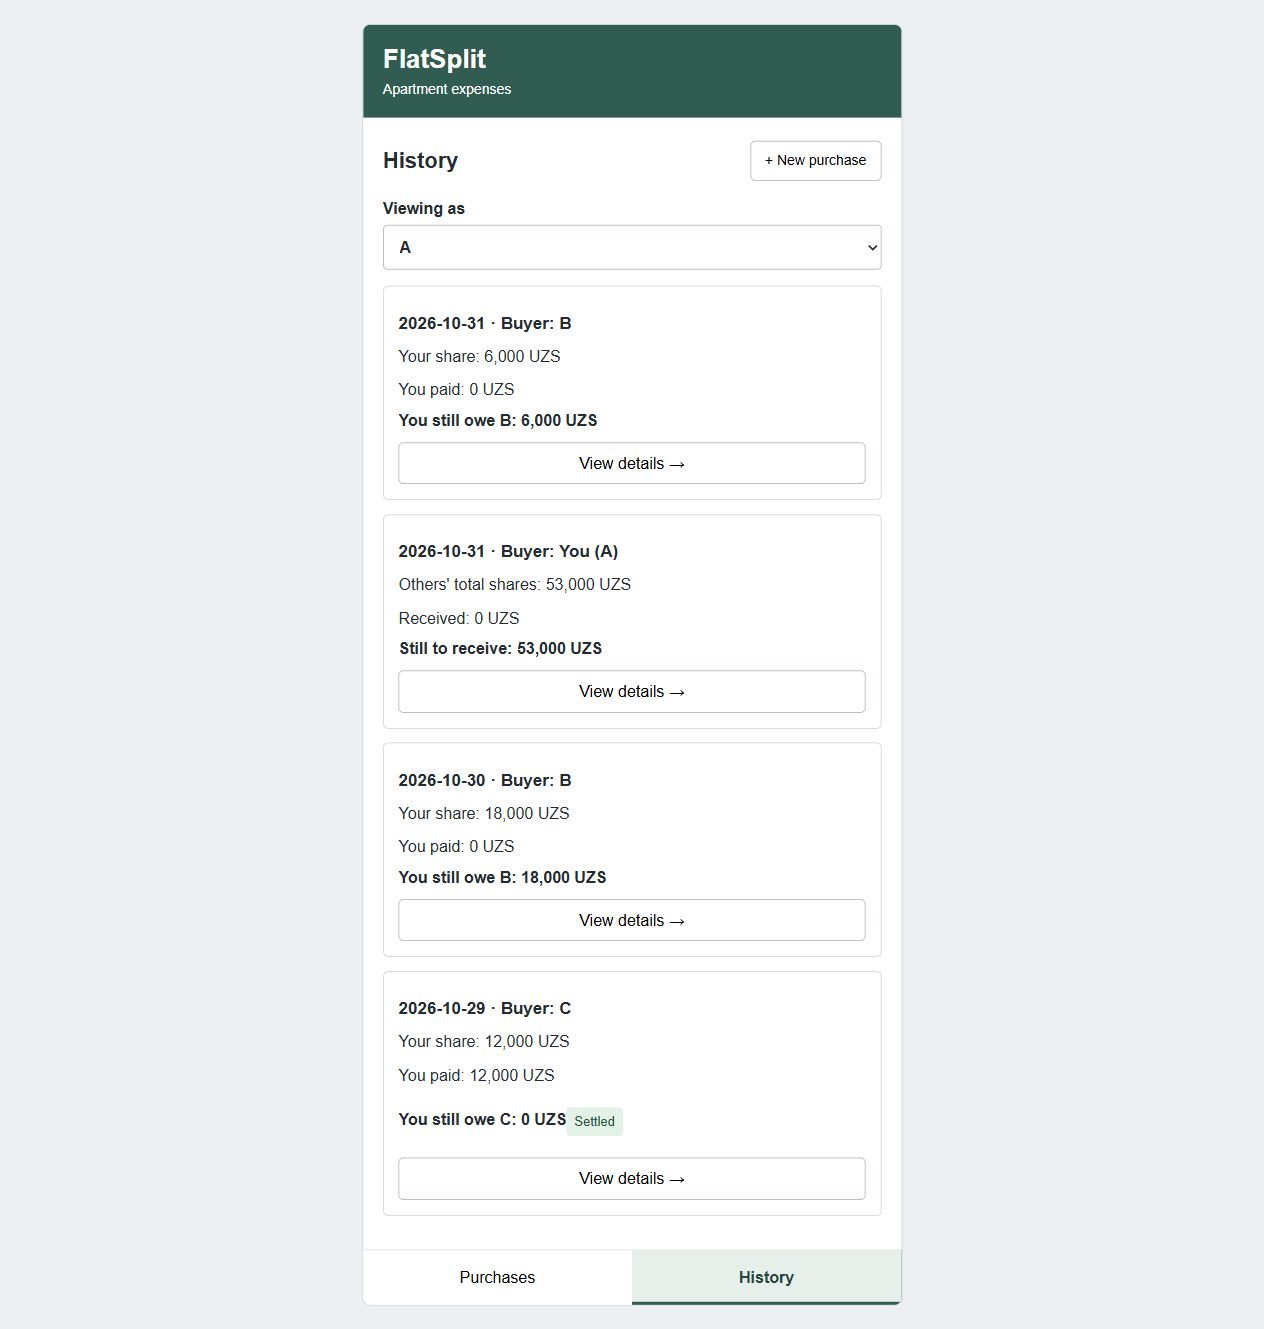 FlatSplit
Apartment expenses
History
+ New purchase
Viewing as
A
2026-10-31 · Buyer: B
Your share: 6,000 UZS
You paid: 0 UZS
You still owe B: 6,000 UZS
View details →
2026-10-31 · Buyer: You (A)
Others' total shares: 53,000 UZS
Received: 0 UZS
Still to receive: 53,000 UZS
View details →
2026-10-30 · Buyer: B
Your share: 18,000 UZS
You paid: 0 UZS
You still owe B: 18,000 UZS
View details →
2026-10-29 · Buyer: C
Your share: 12,000 UZS
You paid: 12,000 UZS
You still owe C: 0 UZS Settled
View details →
Purchases
History